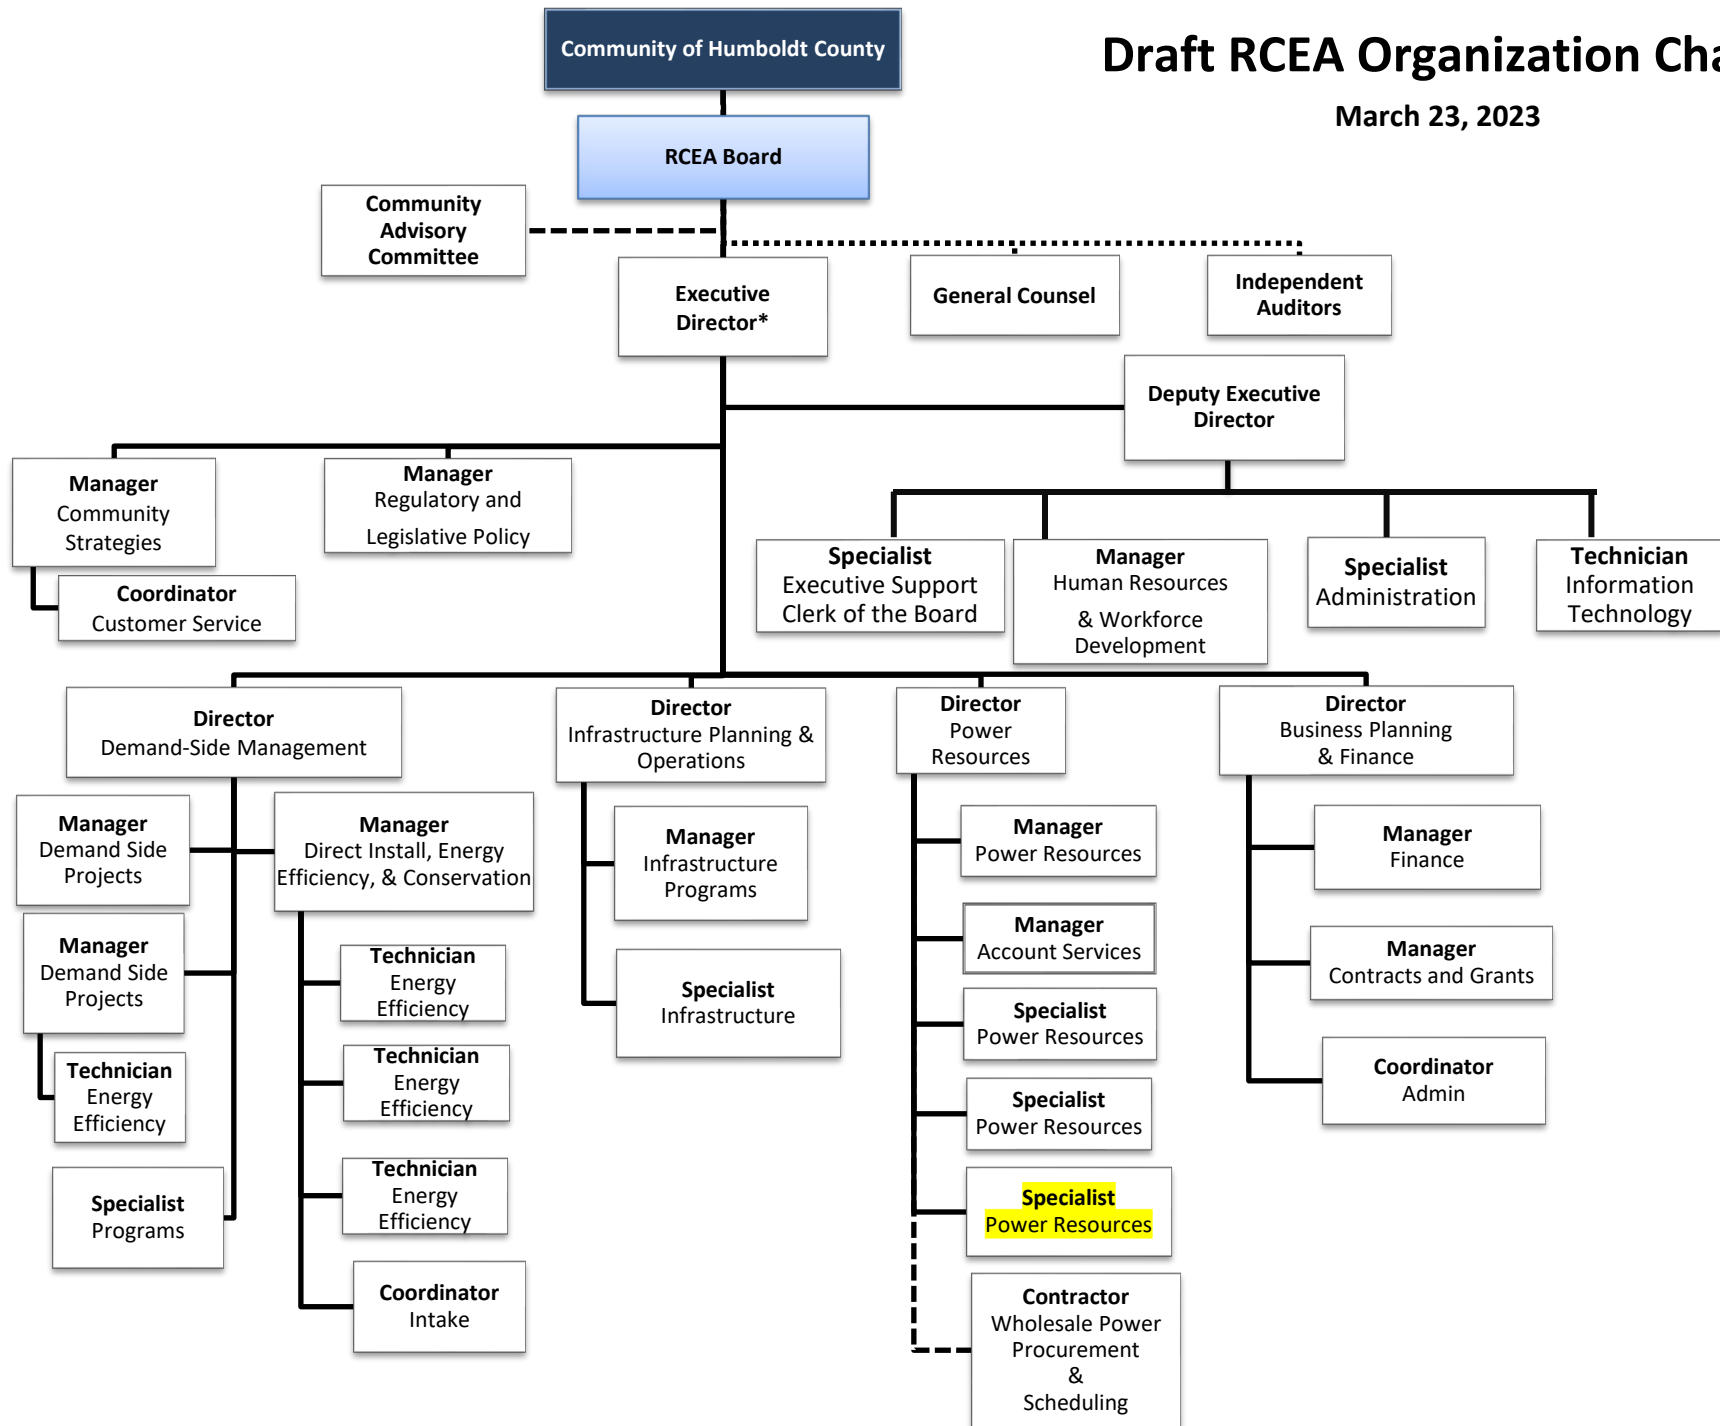 Community of Humboldt County
Draft RCEA Organization Cha
March 23, 2023
RCEA Board
Community
Advisory
Committee
Executive
Director*
General Counsel
Independent
Auditors
Deputy Executive
Director
Manager
Community
Strategies
Manager
Regulatory and
Legislative Policy
Coordinator
Customer Service
Specialist
Executive Support
Clerk of the Board
Manager
Human Resources
& Workforce
Development
Specialist
Administration
Technician
Information
Technology
Director
Demand-Side Management
Director
Infrastructure Planning &
Operations
Director
Power
Resources
Director
Business Planning
& Finance
Manager
Demand Side
Projects
Manager
Direct Install, Energy
Efficiency, & Conservation
Manager
Demand Side
Projects
Technician
Energy
Efficiency
Specialist
Programs
Technician
Energy
Efficiency
Technician
Energy
Efficiency
Technician
Energy
Efficiency
Coordinator
Intake
Manager
Infrastructure
Programs
Specialist
Infrastructure
Manager
Power Resources
Manager
Account Services
Specialist
Power Resources
Specialist
Power Resources
Specialist
Power Resources
Contractor
Wholesale Power
Procurement
&
Scheduling
Manager
Finance
Manager
Contracts and Grants
Coordinator
Admin